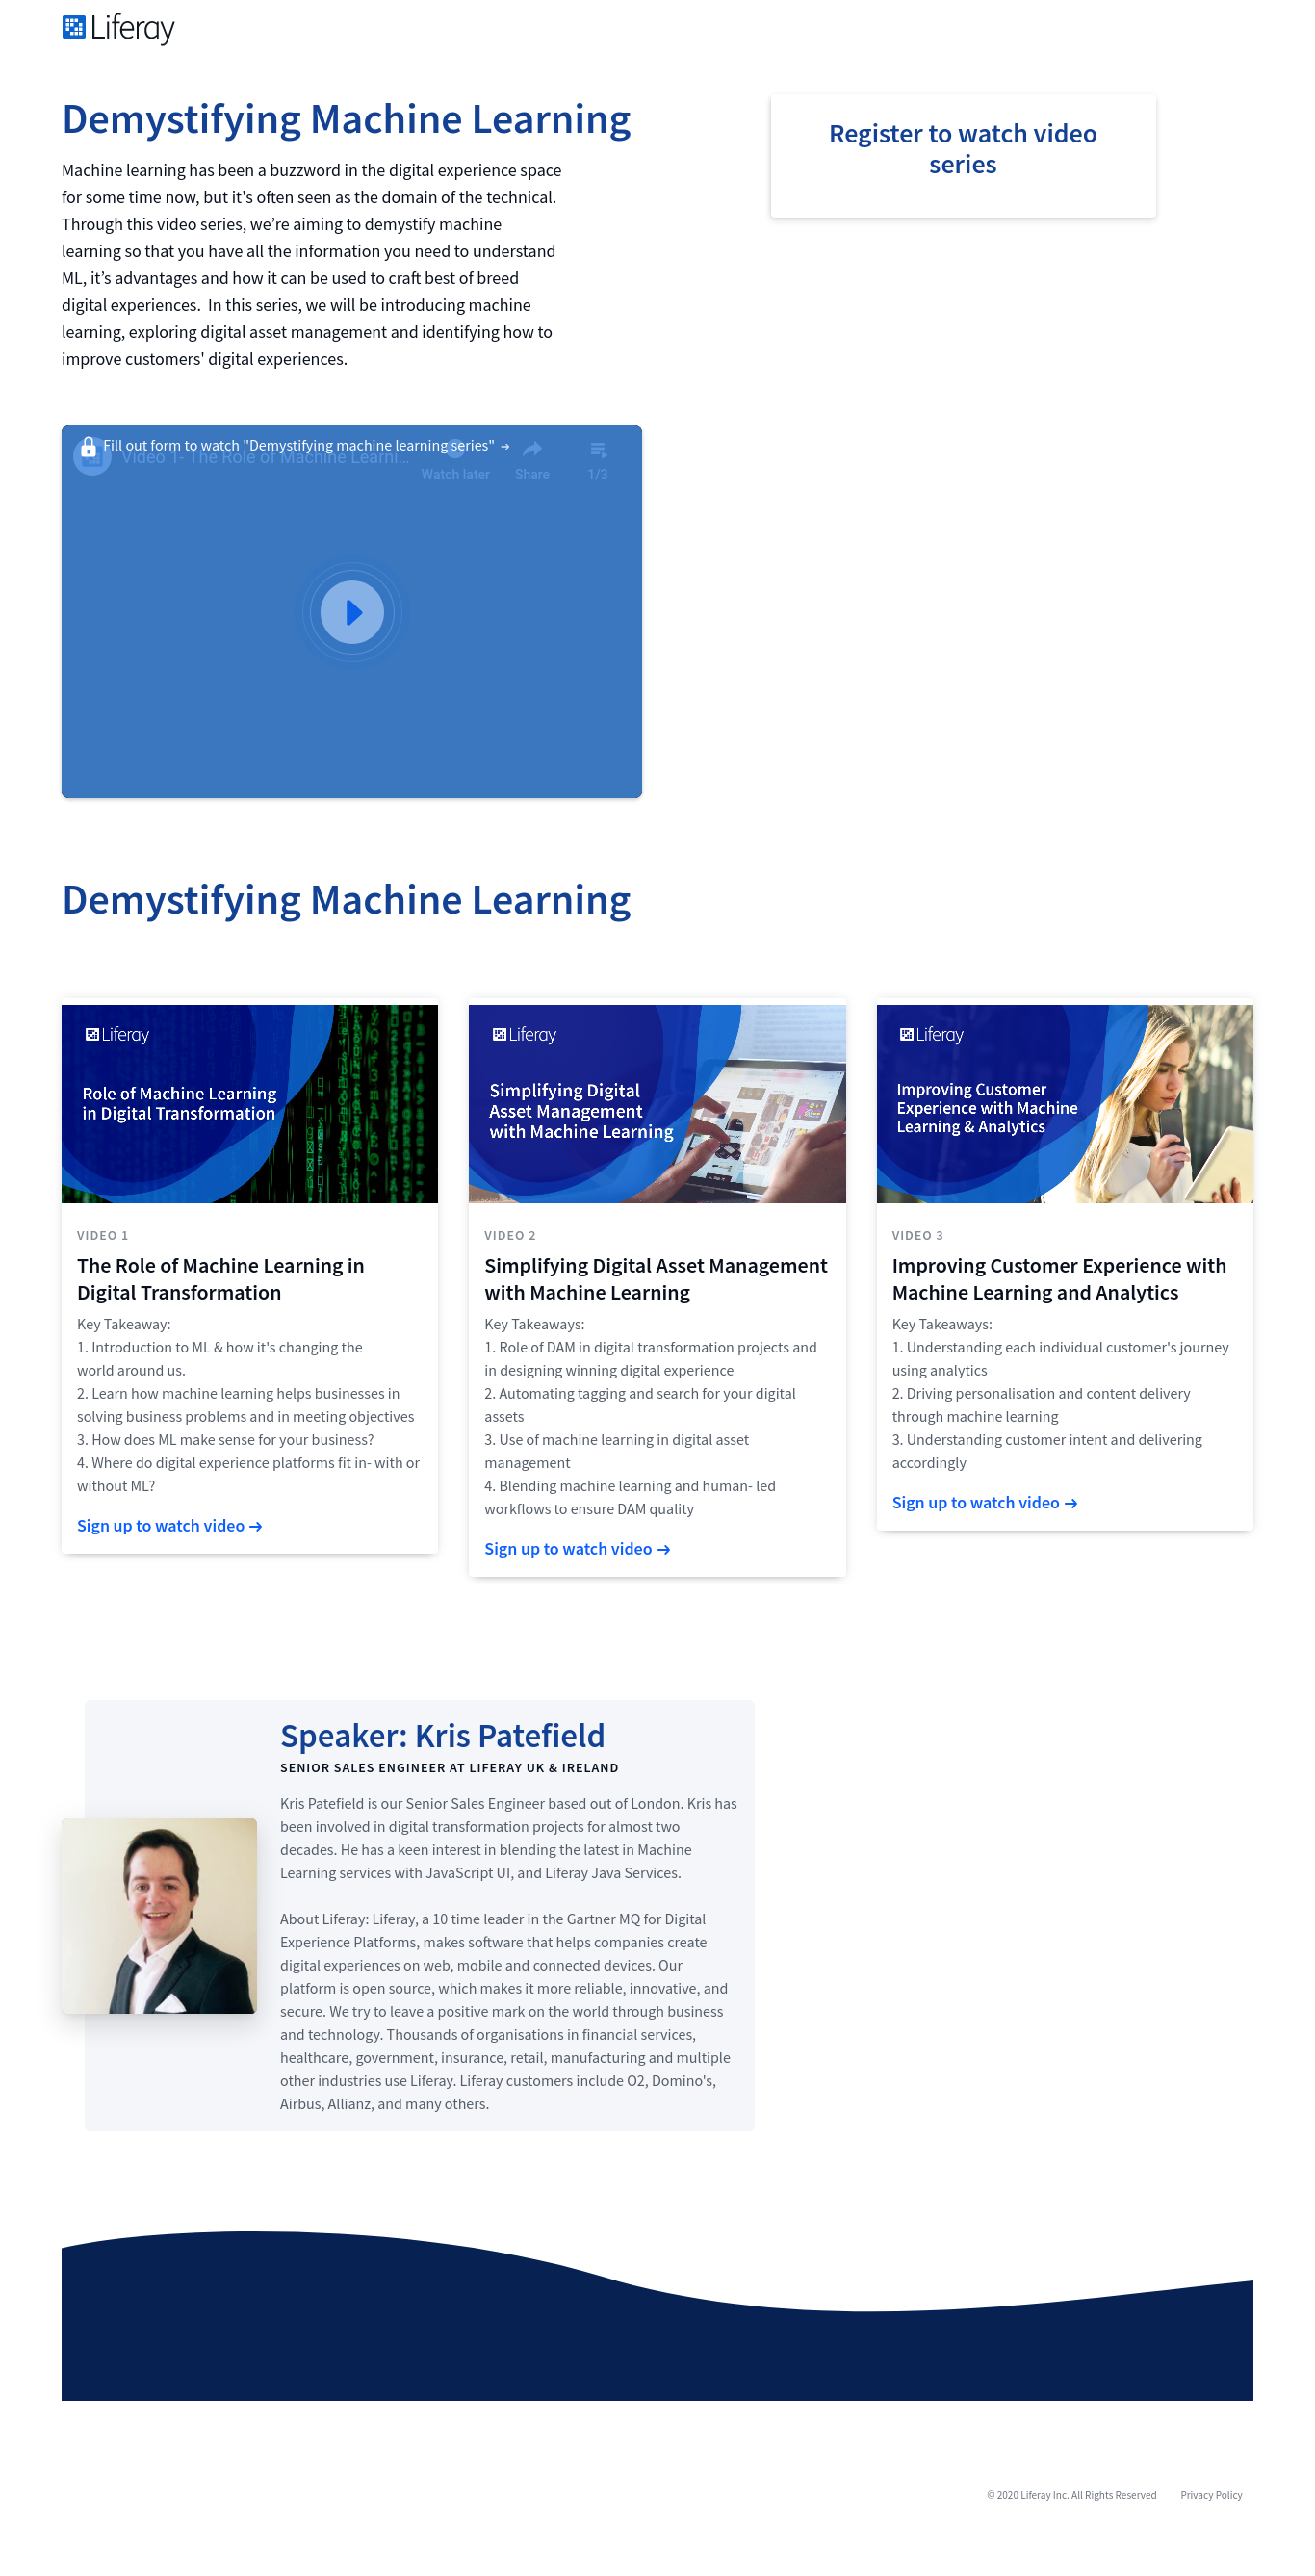 Liferay
Demystifying Machine Learning
Machine learning has been a buzzword in the digital experience space
for some time now, but it's often seen as the domain of the technical.
Through this video series, we’re aiming to demystify machine
learning so that you have all the information you need to understand
ML, it’s advantages and how it can be used to craft best of breed
digital experiences.  In this series, we will be introducing machine
learning, exploring digital asset management and identifying how to
improve customers' digital experiences.
Register to watch video
series
Fill out form to watch "Demystifying machine learning series" →
Video 1- The Role of Machine Learni...
Watch later
Share
1/3
Demystifying Machine Learning
Liferay
Role of Machine Learning
in Digital Transformation
VIDEO 1
The Role of Machine Learning in
Digital Transformation
Key Takeaway:
1. Introduction to ML & how it's changing the
world around us.
2. Learn how machine learning helps businesses in
solving business problems and in meeting objectives
3. How does ML make sense for your business?
4. Where do digital experience platforms fit in- with or
without ML?
Sign up to watch video →
Liferay
Simplifying Digital
Asset Management
with Machine Learning
VIDEO 2
Simplifying Digital Asset Management
with Machine Learning
Key Takeaways:
1. Role of DAM in digital transformation projects and
in designing winning digital experience
2. Automating tagging and search for your digital
assets
3. Use of machine learning in digital asset
management
4. Blending machine learning and human- led
workflows to ensure DAM quality
Sign up to watch video →
Liferay
Improving Customer
Experience with Machine
Learning & Analytics
VIDEO 3
Improving Customer Experience with
Machine Learning and Analytics
Key Takeaways:
1. Understanding each individual customer's journey
using analytics
2. Driving personalisation and content delivery
through machine learning
3. Understanding customer intent and delivering
accordingly
Sign up to watch video →
Speaker: Kris Patefield
SENIOR SALES ENGINEER AT LIFERAY UK & IRELAND
Kris Patefield is our Senior Sales Engineer based out of London. Kris has
been involved in digital transformation projects for almost two
decades. He has a keen interest in blending the latest in Machine
Learning services with JavaScript UI, and Liferay Java Services.
About Liferay: Liferay, a 10 time leader in the Gartner MQ for Digital
Experience Platforms, makes software that helps companies create
digital experiences on web, mobile and connected devices. Our
platform is open source, which makes it more reliable, innovative, and
secure. We try to leave a positive mark on the world through business
and technology. Thousands of organisations in financial services,
healthcare, government, insurance, retail, manufacturing and multiple
other industries use Liferay. Liferay customers include O2, Domino's,
Airbus, Allianz, and many others.
© 2020 Liferay Inc. All Rights Reserved
Privacy Policy